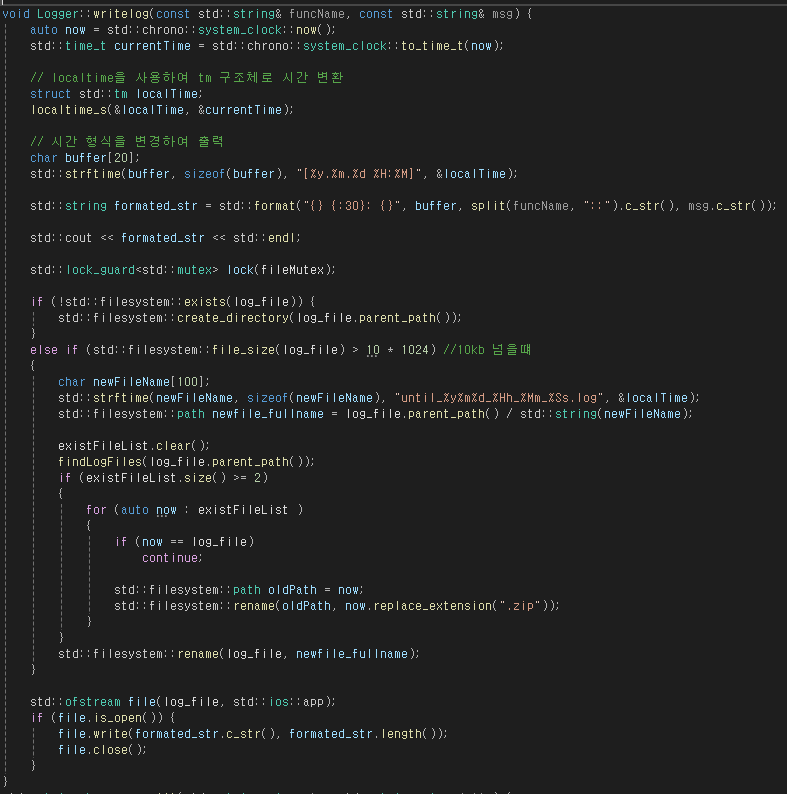 void Logger::writelog(const std::string& funcName, const std::string& msg) {
    auto now = std::chrono::system_clock::now();
    std::time_t currentTime = std::chrono::system_clock::to_time_t(now);

    // localtime을 사용하여 tm 구조체로 시간 변환
    struct std::tm localTime;
    localtime_s(&localTime, &currentTime);

    // 시간 형식을 변경하여 출력
    char buffer[20];
    std::strftime(buffer, sizeof(buffer), "[%y.%m.%d %H:%M]", &localTime);

    std::string formated_str = std::format("{} {:30}: {}", buffer, split(funcName, "::").c_str(), msg.c_str());

    std::cout << formated_str << std::endl;

    std::lock_guard<std::mutex> lock(fileMutex);

    if (!std::filesystem::exists(log_file)) {
        std::filesystem::create_directory(log_file.parent_path());
    }
    else if (std::filesystem::file_size(log_file) > 10 * 1024) //10kb 넘을떄
    {
        char newFileName[100];
        std::strftime(newFileName, sizeof(newFileName), "until_%y%m%d_%Hh_%Mm_%Ss.log", &localTime);
        std::filesystem::path newfile_fullname = log_file.parent_path() / std::string(newFileName);

        existFileList.clear();
        findLogFiles(log_file.parent_path());
        if (existFileList.size() >= 2)
        {
            for (auto now : existFileList )
            {
                if (now == log_file)
                    continue;

                std::filesystem::path oldPath = now;
                std::filesystem::rename(oldPath, now.replace_extension(".zip"));
            }
        }
        std::filesystem::rename(log_file, newfile_fullname);
    }

    std::ofstream file(log_file, std::ios::app);
    if (file.is_open()) {
        file.write(formated_str.c_str(), formated_str.length());
        file.close();
    }
}